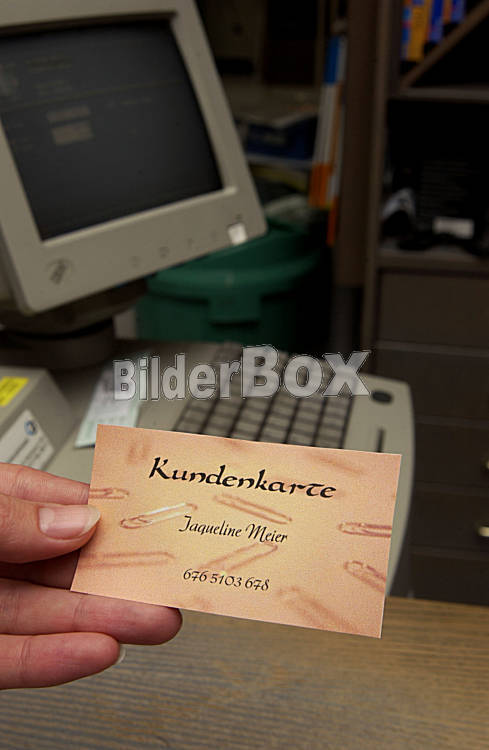 BilderBOX
Kundenkarte
Jaqueline Meier
676 5103 678